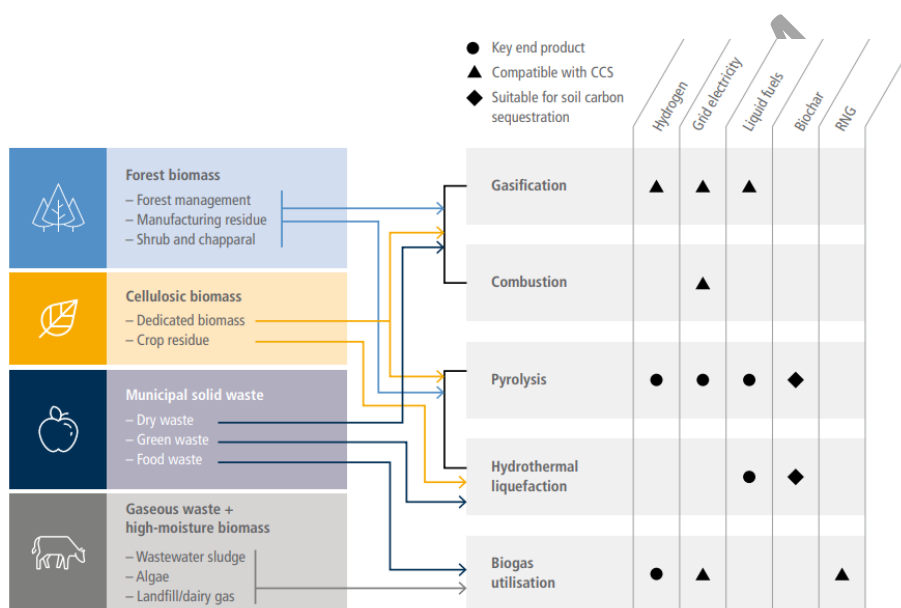 Key end product
Compatible with CCS
Suitable for soil carbon
sequestration
Hydrogen
Grid electricity
Liquid fuels
Biochar
RNG
Forest biomass
– Forest management
– Manufacturing residue
– Shrub and chapparal
Cellulosic biomass
– Dedicated biomass
– Crop residue
Municipal solid waste
– Dry waste
– Green waste
– Food waste
Gaseous waste +
high-moisture biomass
– Wastewater sludge
– Algae
– Landfill/dairy gas
Gasification
Combustion
Pyrolysis
Hydrothermal
liquefaction
Biogas
utilisation